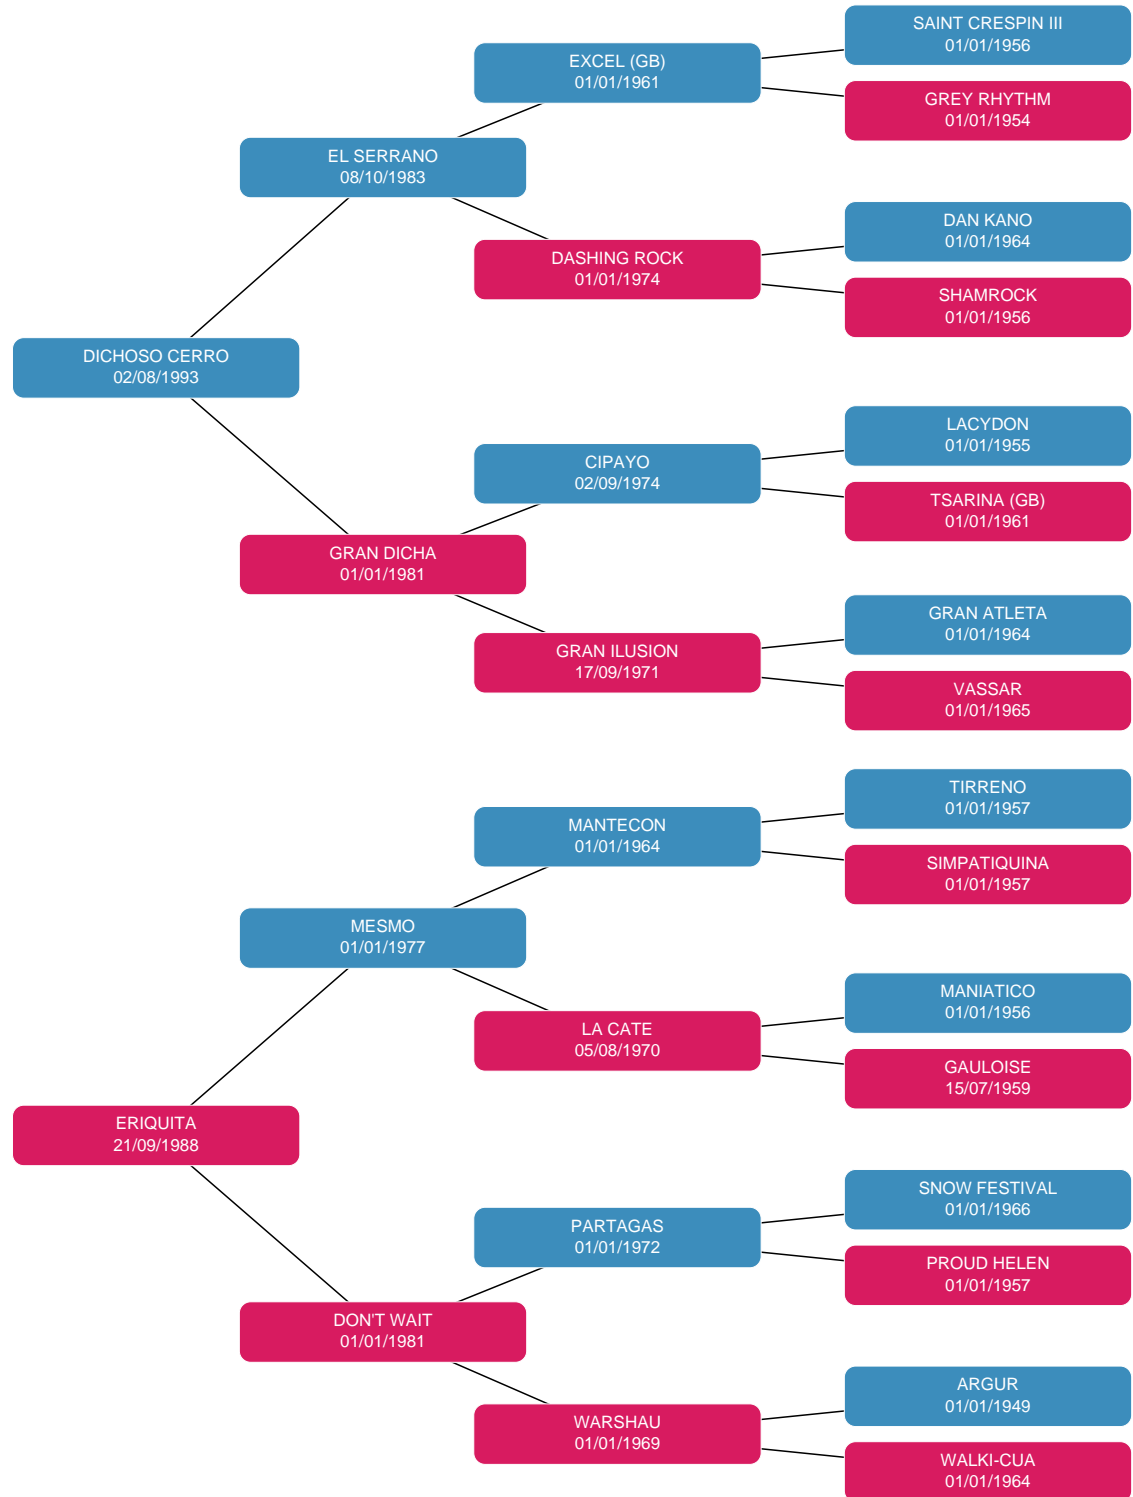 SAINT CRESPIN III
01/01/1956
EXCEL (GB)
01/01/1961
GREY RHYTHM
01/01/1954
EL SERRANO
08/10/1983
DAN KANO
01/01/1964
DASHING ROCK
01/01/1974
SHAMROCK
01/01/1956
DICHOSO CERRO
02/08/1993
LACYDON
01/01/1955
CIPAYO
02/09/1974
TSARINA (GB)
01/01/1961
GRAN DICHA
01/01/1981
GRAN ATLETA
01/01/1964
GRAN ILUSION
17/09/1971
VASSAR
01/01/1965
TIRRENO
01/01/1957
MANTECON
01/01/1964
SIMPATIQUINA
01/01/1957
MESMO
01/01/1977
MANIATICO
01/01/1956
LA CATE
05/08/1970
GAULOISE
15/07/1959
ERIQUITA
21/09/1988
SNOW FESTIVAL
01/01/1966
PARTAGAS
01/01/1972
PROUD HELEN
01/01/1957
DON'T WAIT
01/01/1981
ARGUR
01/01/1949
WARSHAU
01/01/1969
WALKI-CUA
01/01/1964